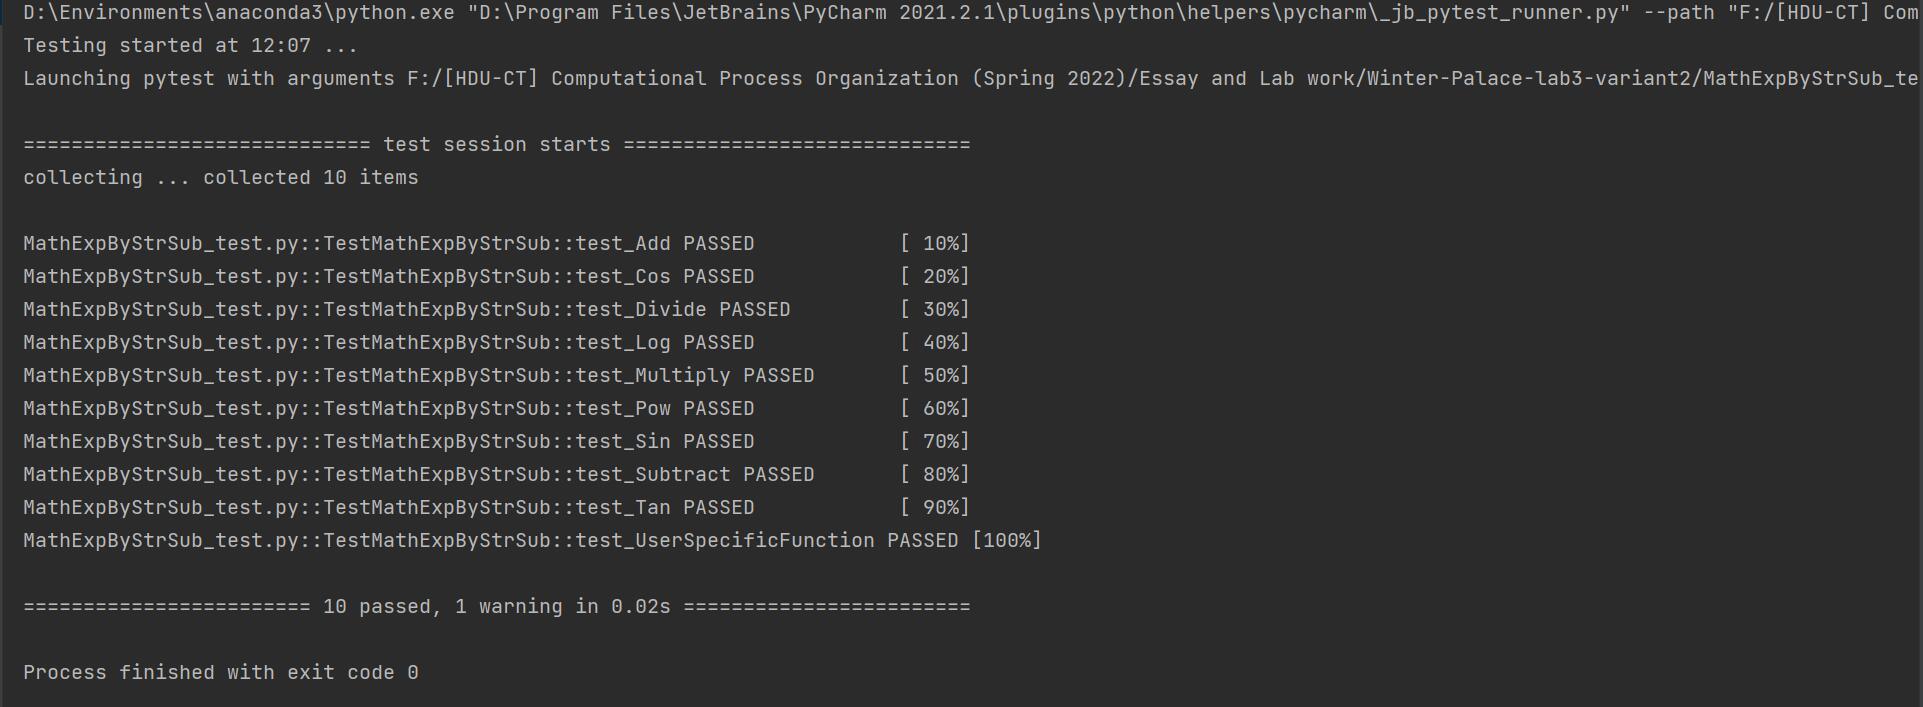 D:\Environments\anaconda3\python.exe "D:\Program Files\JetBrains\PyCharm 2021.2.1\plugins\python\helpers\pycharm\_jb_pytest_runner.py" --path "F:/[HDU-CT] Com
Testing started at 12:07 ...
Launching pytest with arguments F:/[HDU-CT] Computational Process Organization (Spring 2022)/Essay and Lab work/Winter-Palace-lab3-variant2/MathExpByStrSub_te
============================= test session starts =============================
collecting ... collected 10 items
MathExpByStrSub_test.py::TestMathExpByStrSub::test_Add PASSED            [ 10%]
MathExpByStrSub_test.py::TestMathExpByStrSub::test_Cos PASSED            [ 20%]
MathExpByStrSub_test.py::TestMathExpByStrSub::test_Divide PASSED         [ 30%]
MathExpByStrSub_test.py::TestMathExpByStrSub::test_Log PASSED            [ 40%]
MathExpByStrSub_test.py::TestMathExpByStrSub::test_Multiply PASSED       [ 50%]
MathExpByStrSub_test.py::TestMathExpByStrSub::test_Pow PASSED            [ 60%]
MathExpByStrSub_test.py::TestMathExpByStrSub::test_Sin PASSED            [ 70%]
MathExpByStrSub_test.py::TestMathExpByStrSub::test_Subtract PASSED       [ 80%]
MathExpByStrSub_test.py::TestMathExpByStrSub::test_Tan PASSED            [ 90%]
MathExpByStrSub_test.py::TestMathExpByStrSub::test_UserSpecificFunction PASSED [100%]
======================== 10 passed, 1 warning in 0.02s ========================
Process finished with exit code 0